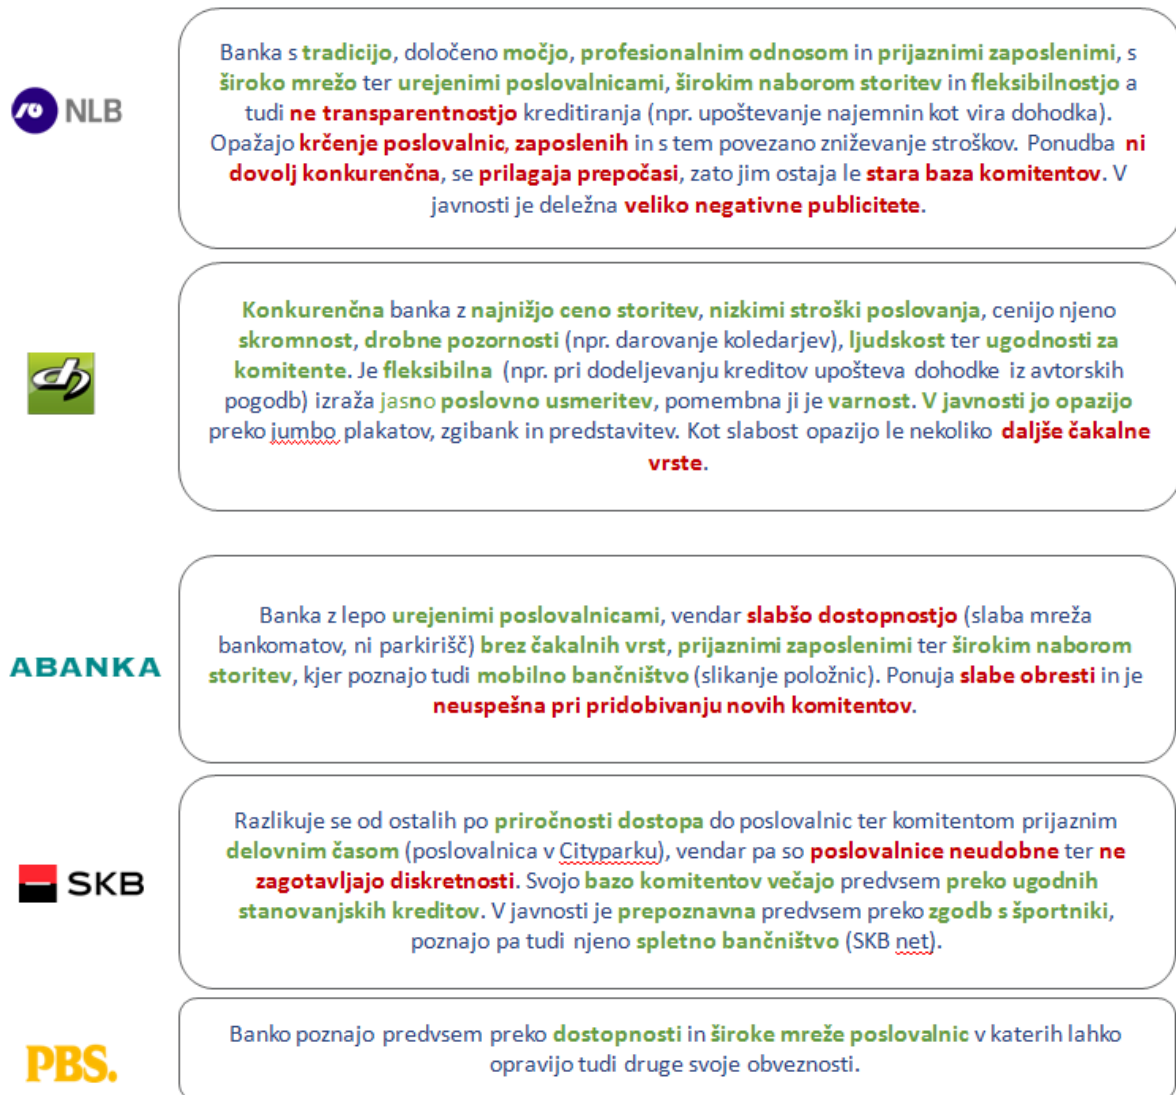 Banka s tradicijo, določeno močjo, profesionalnim odnosom in prijaznimi zaposlenimi, s
široko mrežo ter urejenimi poslovalnicami, širokim naborom storitev in fleksibilnostjo a
tudi ne transparentnostjo kreditiranja (npr. upoštevanje najemnin kot vira dohodka).
NLB
Opažajo krčenje poslovalnic, zaposlenih in s tem povezano zniževanje stroškov. Ponudba ni
dovolj konkurenčna, se prilagaja prepočasi, zato jim ostaja le stara baza komitentov. V
javnosti je deležna veliko negativne publicitete.
Konkurenčna banka z najnižjo ceno storitev, nizkimi stroški poslovanja, cenijo njeno
skromnost, drobne pozornosti (npr. darovanje koledarjev), ljudskost ter ugodnosti za
komitente. Je fleksibilna (npr. pri dodeljevanju kreditov upošteva dohodke iz avtorskih
dh
pogodb) izraža jasno poslovno usmeritev, pomembna ji je varnost. V javnosti jo opazijo
preko jumbo plakatov, zgibank in predstavitev. Kot slabost opazijo le nekoliko daljše čakalne
vrste.
Banka z lepo urejenimi poslovalnicami, vendar slabšo dostopnostjo (slaba mreža
bankomatov, ni parkirišč) brez čakalnih vrst, prijaznimi zaposlenimi ter širokim naborom
ABANKA
storitev, kjer poznajo tudi mobilno bančništvo (slikanje položnic). Ponuja slabe obresti in je
neuspešna pri pridobivanju novih komitentov.
Razlikuje se od ostalih po priročnosti dostopa do poslovalnic ter komitentom prijaznim
delovnim časom (poslovalnica v Cityparku), vendar pa so poslovalnice neudobne ter ne
SKB
zagotavljajo diskretnosti. Svojo bazo komitentov večajo predvsem preko ugodnih
stanovanjskih kreditov. V javnosti je prepoznavna predvsem preko zgodb s športniki,
poznajo pa tudi njeno spletno bančništvo (SKB net).
Banko poznajo predvsem preko dostopnosti in široke mreže poslovalnic v katerih lahko
PBS.
opravijo tudi druge svoje obveznosti.